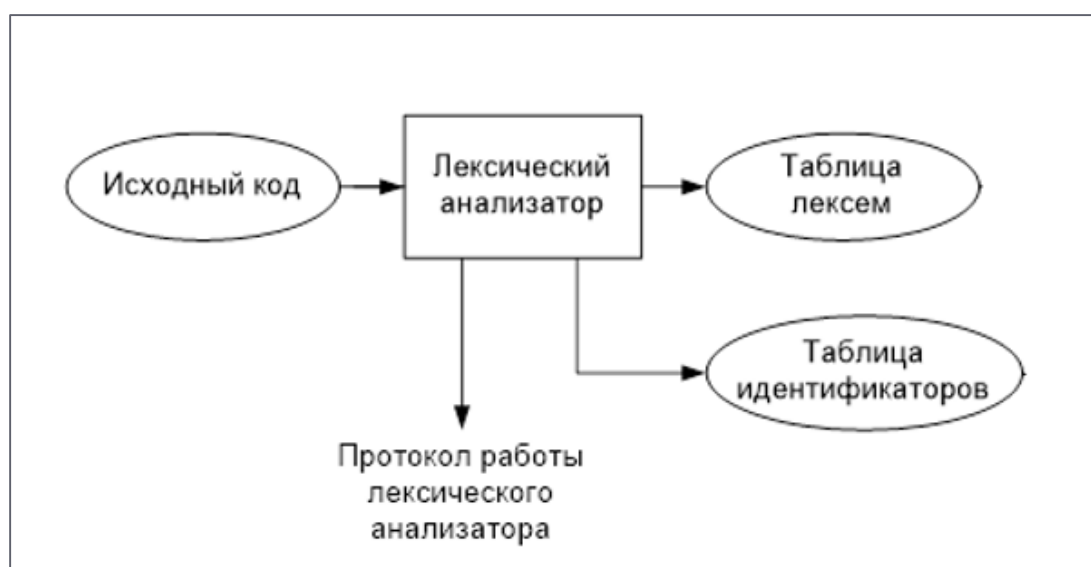 Исходный код
Лексический
анализатор
Таблица
лексем
Таблица
идентификаторов
Протокол работы
лексического
анализатора